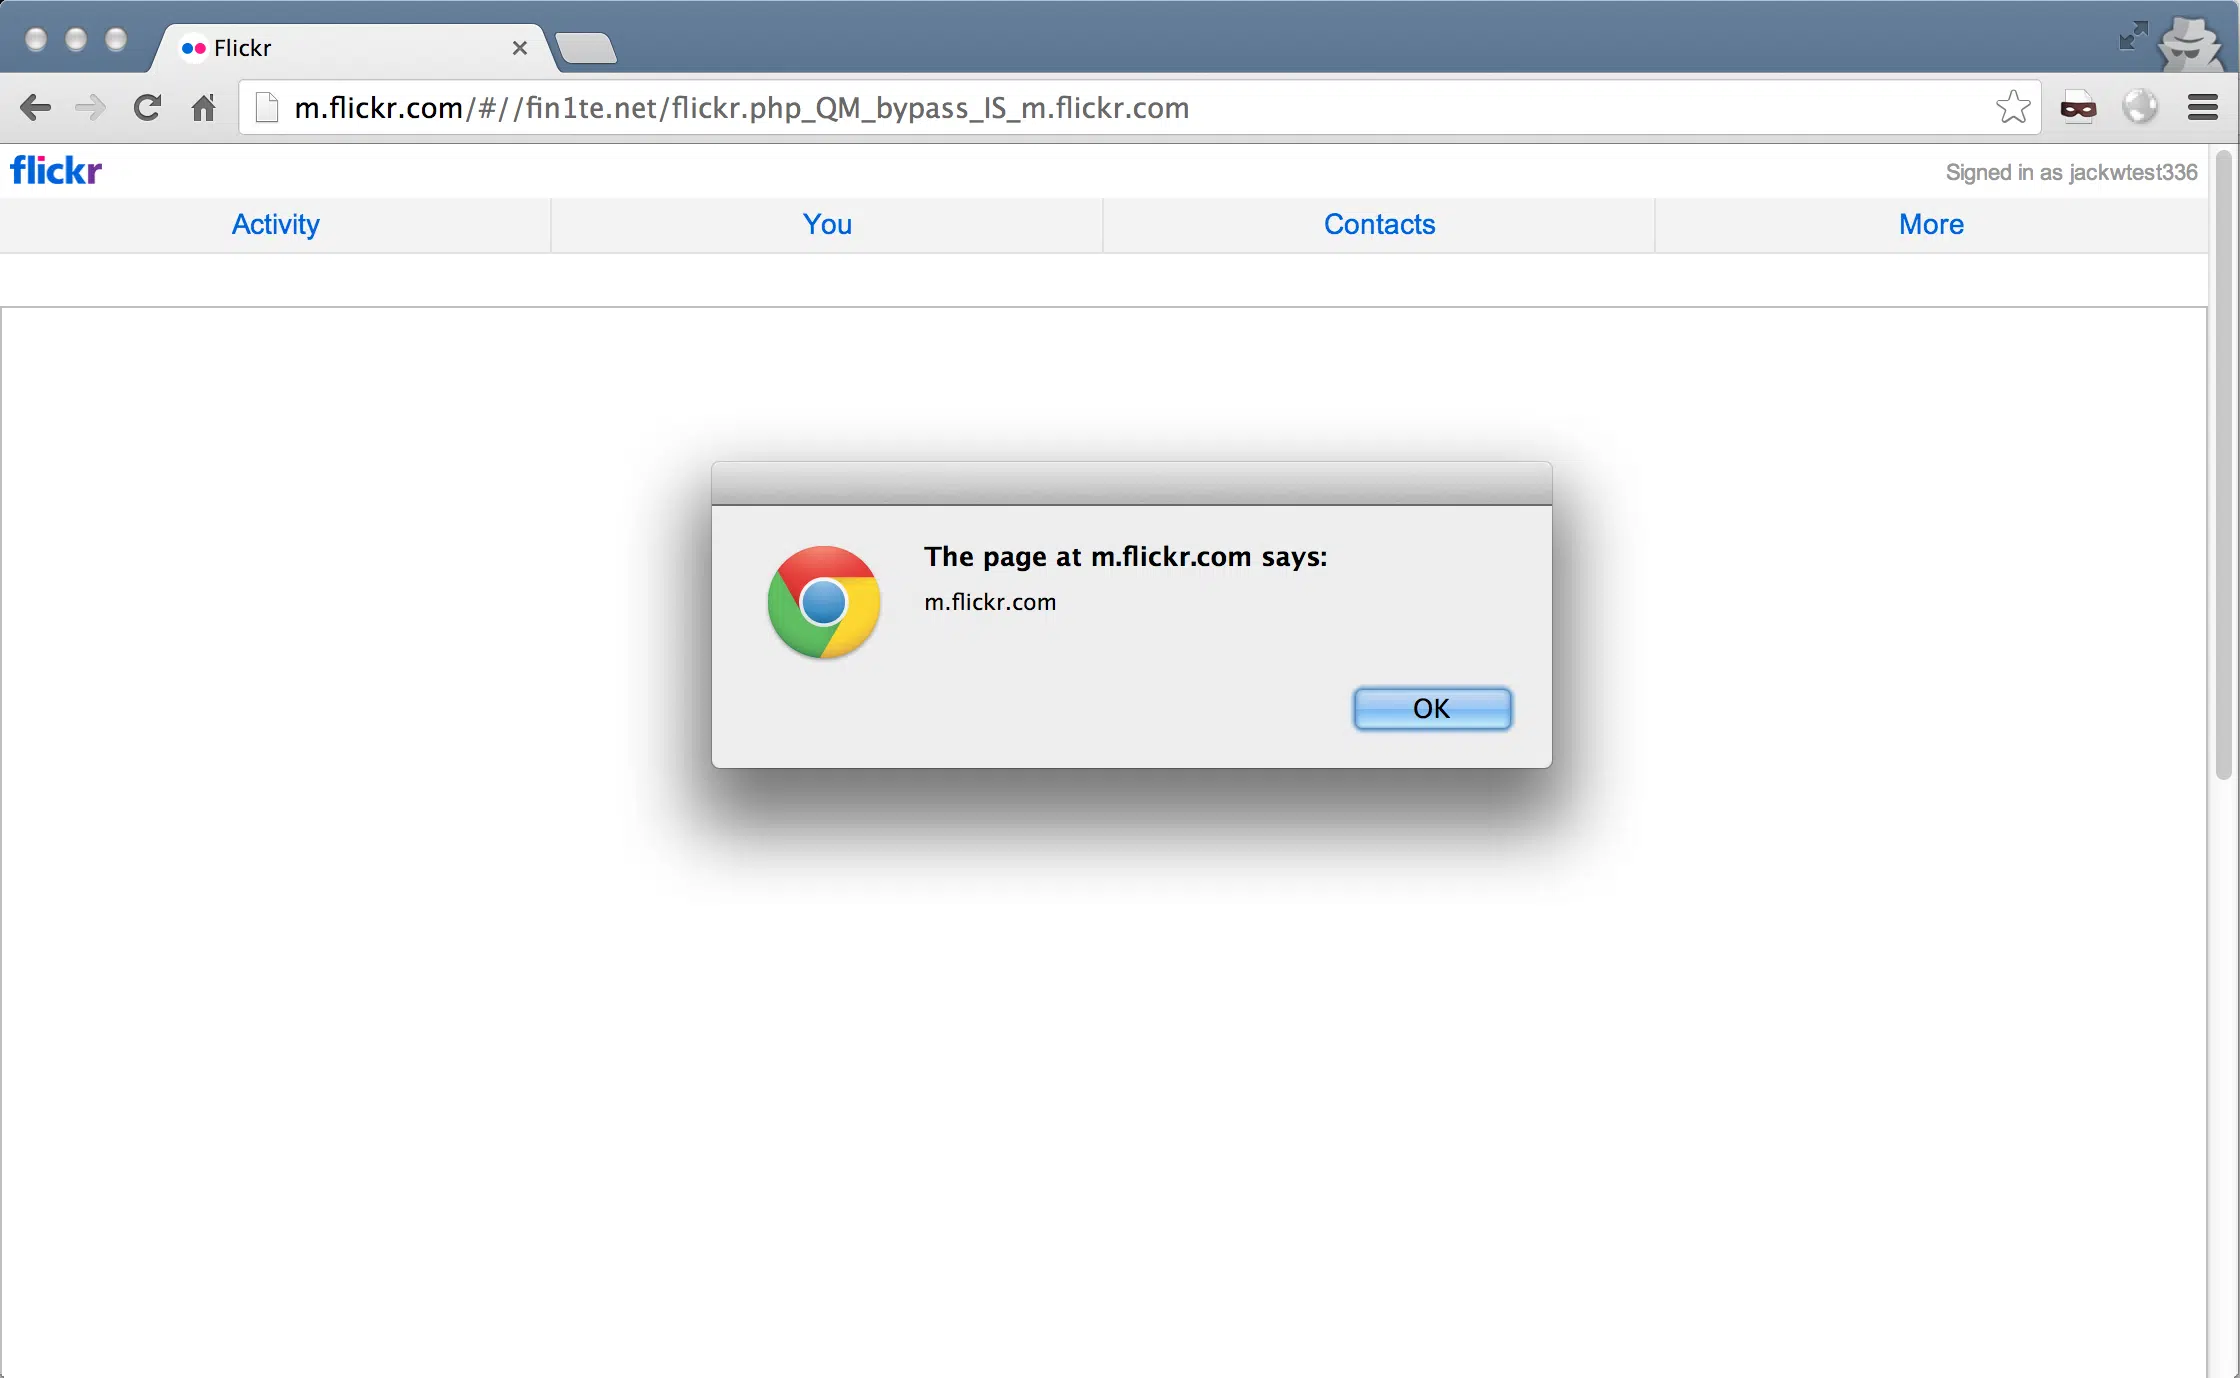 Flickr
m.flickr.com/#//fin1te.net/flickr.php_QM_bypass_IS_m.flickr.com
flickr
Signed in as jackwtest336
Activity You Contacts More
The page at m.flickr.com says:
m.flickr.com
OK